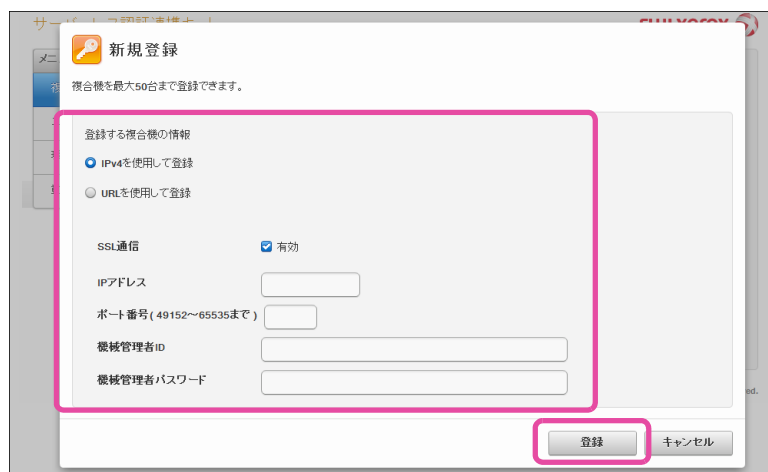 新規登録
複合機を最大50台まで登録できます。
登録する複合機の情報
IPv4を使用して登録
URLを使用して登録
SSL通信 有効
IPアドレス
ポート番号( 49152～65535まで )
機械管理者ID
機械管理者パスワード
登録 キャンセル